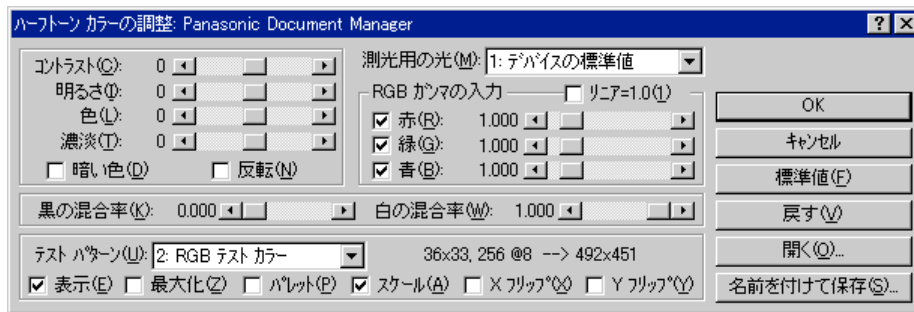 ハーフトーン カラーの調整: Panasonic Document Manager
コントラスト(C): 0
明るさ(I): 0
色(L): 0
濃淡(T): 0
暗い色(D) 反転(N)
測光用の光(M): 1: デバイスの標準値
RGB ガンマの入力 リニア=1.0(1)
赤(R): 1.000
緑(G): 1.000
青(B): 1.000
黒の混合率(K): 0.000 白の混合率(W): 1.000
テスト パターン(U): 2: RGB テスト カラー 36x33, 256 @8 --> 492x451
表示(E) 最大化(Z) パレット(P) スケール(A) X フリップ(X) Y フリップ(Y)
OK
キャンセル
標準値(F)
戻す(V)
開く(O)...
名前を付けて保存(S)...